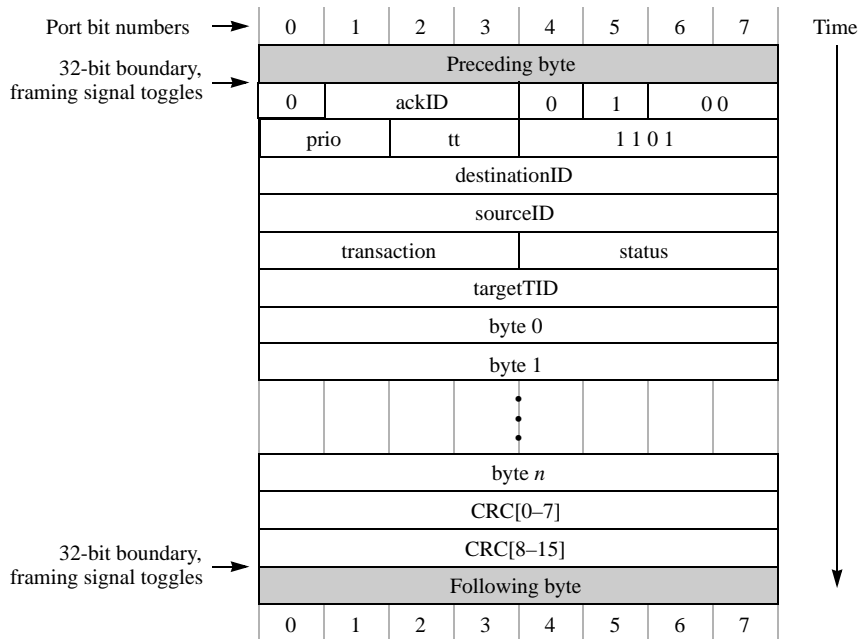 Port bit numbers 0 1 2 3 4 5 6 7 Time
Preceding byte
32-bit boundary,
framing signal toggles
0 ackID 0 1 0 0
prio tt 1 1 0 1
destinationID
sourceID
transaction status
targetTID
byte 0
byte 1
byte n
CRC[0–7]
CRC[8–15]
32-bit boundary,
framing signal toggles
Following byte
0 1 2 3 4 5 6 7